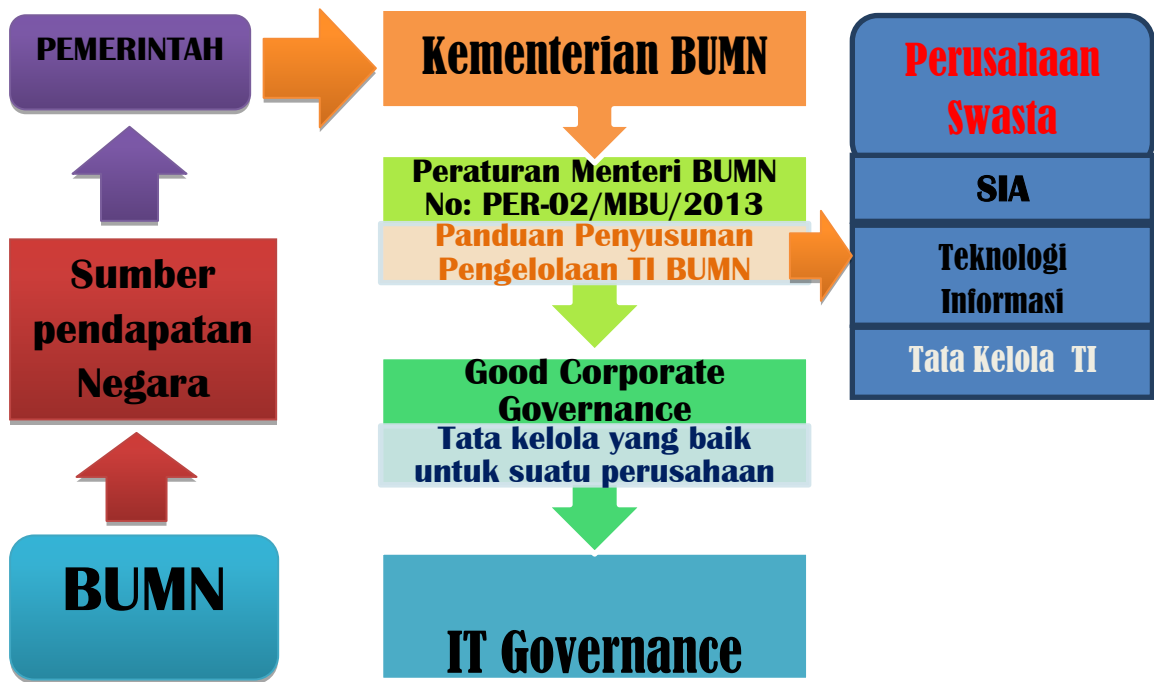 PEMERINTAH
Sumber
pendapatan
Negara
BUMN
Kementerian BUMN
Peraturan Menteri BUMN
No: PER-02/MBU/2013
Panduan Penyusunan
Pengelolaan TI BUMN
Good Corporate
Governance
Tata kelola yang baik
untuk suatu perusahaan
IT Governance
Perusahaan
Swasta
SIA
Teknologi
Informasi
Tata Kelola TI